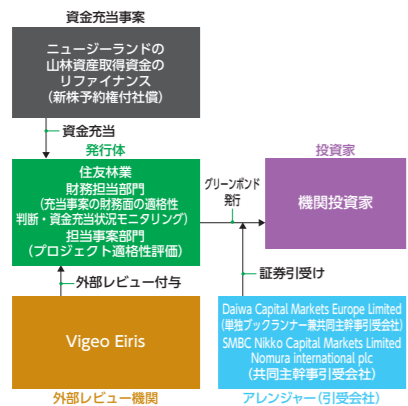 資金充当事案
ニュージーランドの
山林資産取得資金の
リファイナンス
(新株予約権付社債)
資金充当
発行体
住友林業
財務担当部門
(充当事案の財務面の適格性
判断・資金充当状況モニタリング)
担当事案部門
(プロジェクト適格性評価)
グリーンボンド
発行
投資家
機関投資家
外部レビュー付与
証券引受け
Vigeo Eiris
外部レビュー機関
Daiwa Capital Markets Europe Limited
(単独ブックランナー兼共同主幹事引受会社)
SMBC Nikko Capital Markets Limited
Nomura international plc
(共同主幹事引受会社)
アレンジャー(引受会社)